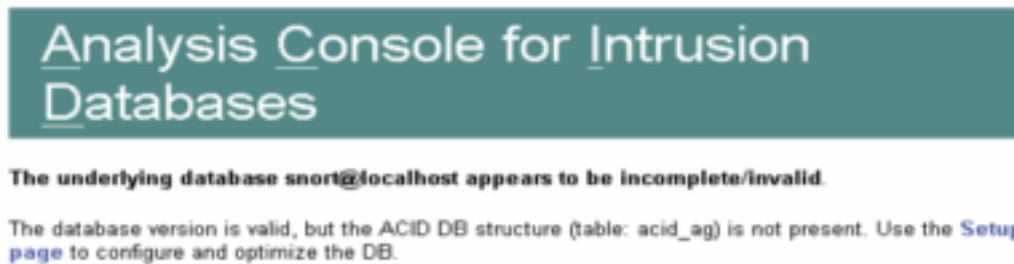 Analysis Console for Intrusion
Databases
The underlying database snort@localhost appears to be incomplete/invalid.
The database version is valid, but the ACID DB structure (table: acid_ag) is not present. Use the Setup
page to configure and optimize the DB.